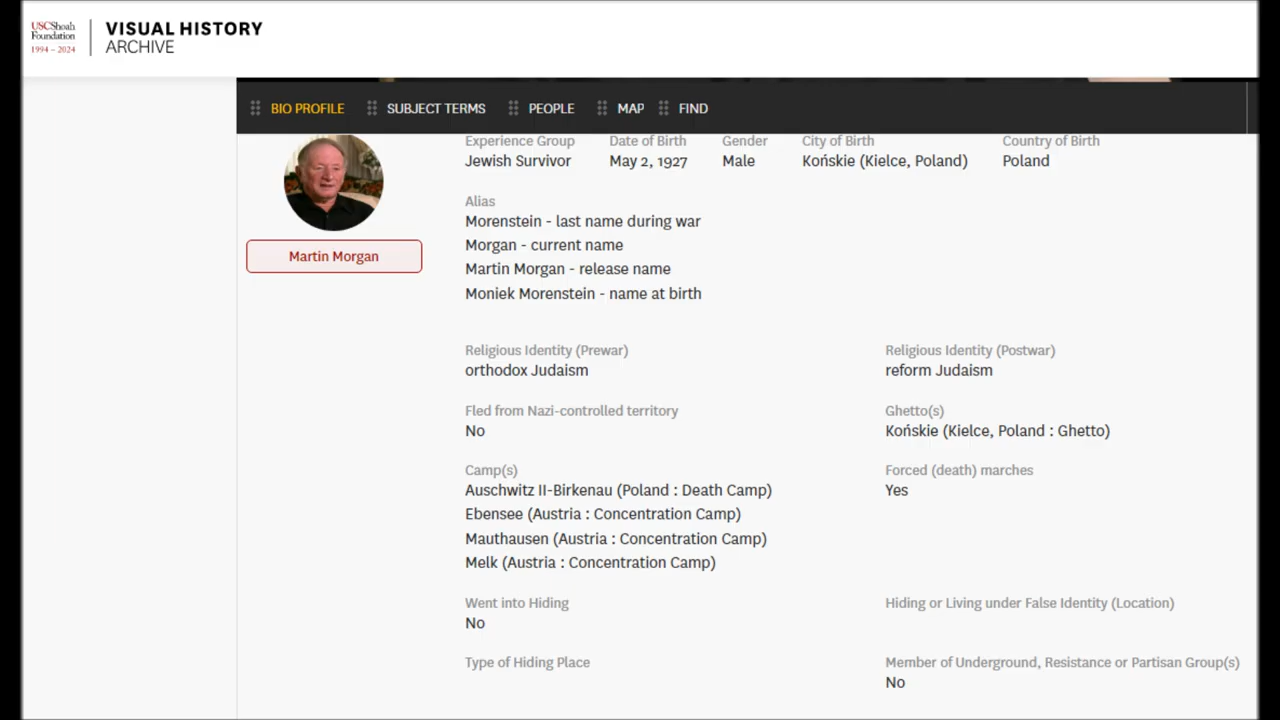 USCShoah
Foundation
1994 – 2024
VISUAL HISTORY
ARCHIVE
BIO PROFILE SUBJECT TERMS PEOPLE MAP FIND
Martin Morgan
Experience Group Date of Birth Gender City of Birth Country of Birth
Jewish Survivor May 2, 1927 Male Końskie (Kielce, Poland) Poland
Alias
Morenstein - last name during war
Morgan - current name
Martin Morgan - release name
Moniek Morenstein - name at birth
Religious Identity (Prewar) Religious Identity (Postwar)
orthodox Judaism reform Judaism
Fled from Nazi-controlled territory Ghetto(s)
No Końskie (Kielce, Poland : Ghetto)
Camp(s) Forced (death) marches
Auschwitz II-Birkenau (Poland : Death Camp) Yes
Ebensee (Austria : Concentration Camp)
Mauthausen (Austria : Concentration Camp)
Melk (Austria : Concentration Camp)
Went into Hiding Hiding or Living under False Identity (Location)
No
Type of Hiding Place Member of Underground, Resistance or Partisan Group(s)
No